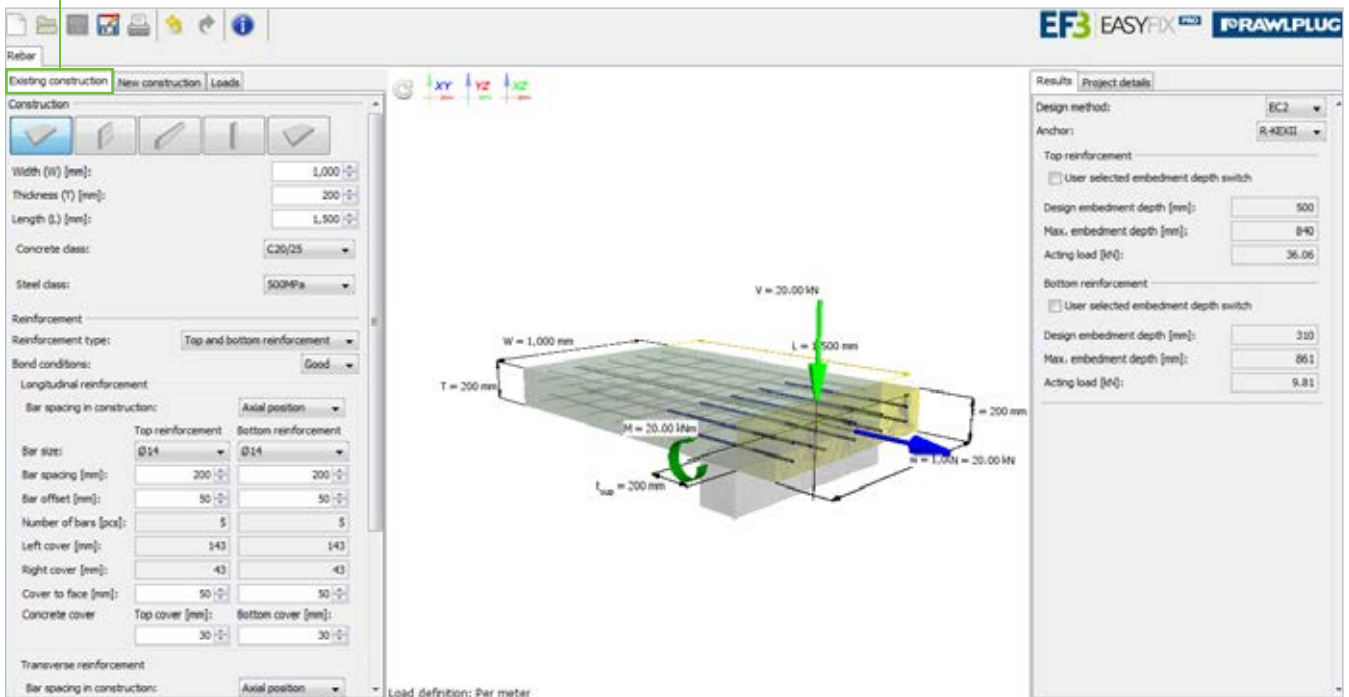 EF3 EASYFIX PRO RAWLPLUG
Rebar
Existing construction New construction Loads
XY YZ XZ
Results Project details
Construction
Design method: EC2
Anchor: R-KEXII
Top reinforcement
User selected embedment depth switch
Width (W) [mm]: 1,000
Thickness (T) [mm]: 200
Length (L) [mm]: 1,500
Design embedment depth [mm]: 500
Max. embedment depth [mm]: 840
Acting load [kN]: 36.06
Concrete class: C20/25
Steel class: 500MPa
Bottom reinforcement
User selected embedment depth switch
Design embedment depth [mm]: 310
Max. embedment depth [mm]: 861
Acting load [kN]: 9.81
Reinforcement
Reinforcement type: Top and bottom reinforcement
Bond conditions: Good
Longitudinal reinforcement
Bar spacing in construction: Axial position
Top reinforcement Bottom reinforcement
Bar size: Ø14 Ø14
Bar spacing [mm]: 200 200
Bar offset [mm]: 50 50
Number of bars [pcs]: 5 5
Left cover [mm]: 143 143
Right cover [mm]: 43 43
Cover to face [mm]: 50 50
Concrete cover Top cover [mm]: Bottom cover [mm]:
30 30
Transverse reinforcement
Bar spacing in construction: Axial position
V = 20.00 kN
W = 1,000 mm
L = 1,500 mm
T = 200 mm
t = 200 mm
M = 20.00 kNm
= 20.00 kN
tsup = 200 mm
Load definition: Per meter